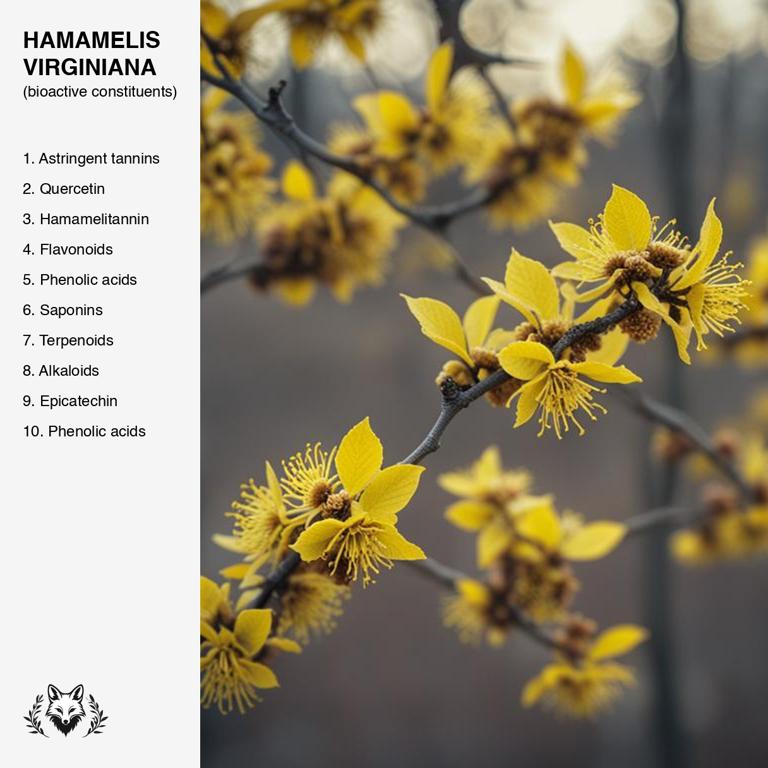 HAMAMELIS
VIRGINIANA
(bioactive constituents)
1. Astringent tannins
2. Quercetin
3. Hamamelitannin
4. Flavonoids
5. Phenolic acids
6. Saponins
7. Terpenoids
8. Alkaloids
9. Epicatechin
10. Phenolic acids